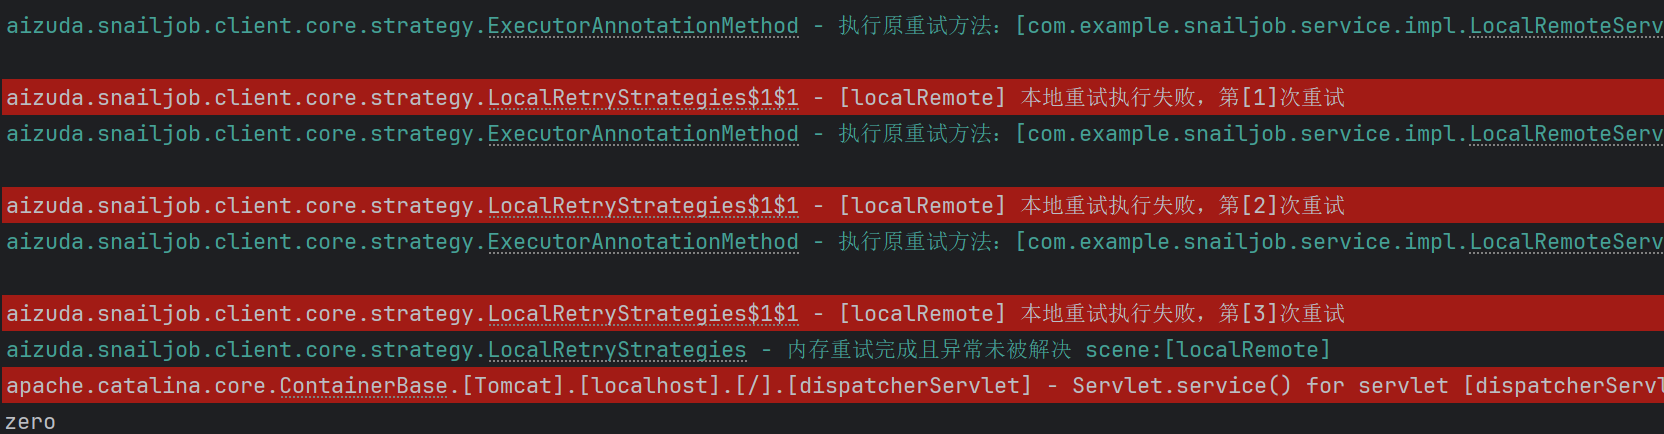 aizuda.snailjob.client.core.strategy.ExecutorAnnotationMethod - 执行原重试方法：[com.example.snailjob.service.impl.LocalRemoteServ
aizuda.snailjob.client.core.strategy.LocalRetryStrategies$1$1 - [localRemote] 本地重试执行失败，第[1]次重试
aizuda.snailjob.client.core.strategy.ExecutorAnnotationMethod - 执行原重试方法：[com.example.snailjob.service.impl.LocalRemoteServ
aizuda.snailjob.client.core.strategy.LocalRetryStrategies$1$1 - [localRemote] 本地重试执行失败，第[2]次重试
aizuda.snailjob.client.core.strategy.ExecutorAnnotationMethod - 执行原重试方法：[com.example.snailjob.service.impl.LocalRemoteServ
aizuda.snailjob.client.core.strategy.LocalRetryStrategies$1$1 - [localRemote] 本地重试执行失败，第[3]次重试
aizuda.snailjob.client.core.strategy.LocalRetryStrategies - 内存重试完成且异常未被解决 scene:[localRemote]
apache.catalina.core.ContainerBase.[Tomcat].[localhost].[/].[dispatcherServlet] - Servlet.service() for servlet [dispatcherServl
zero